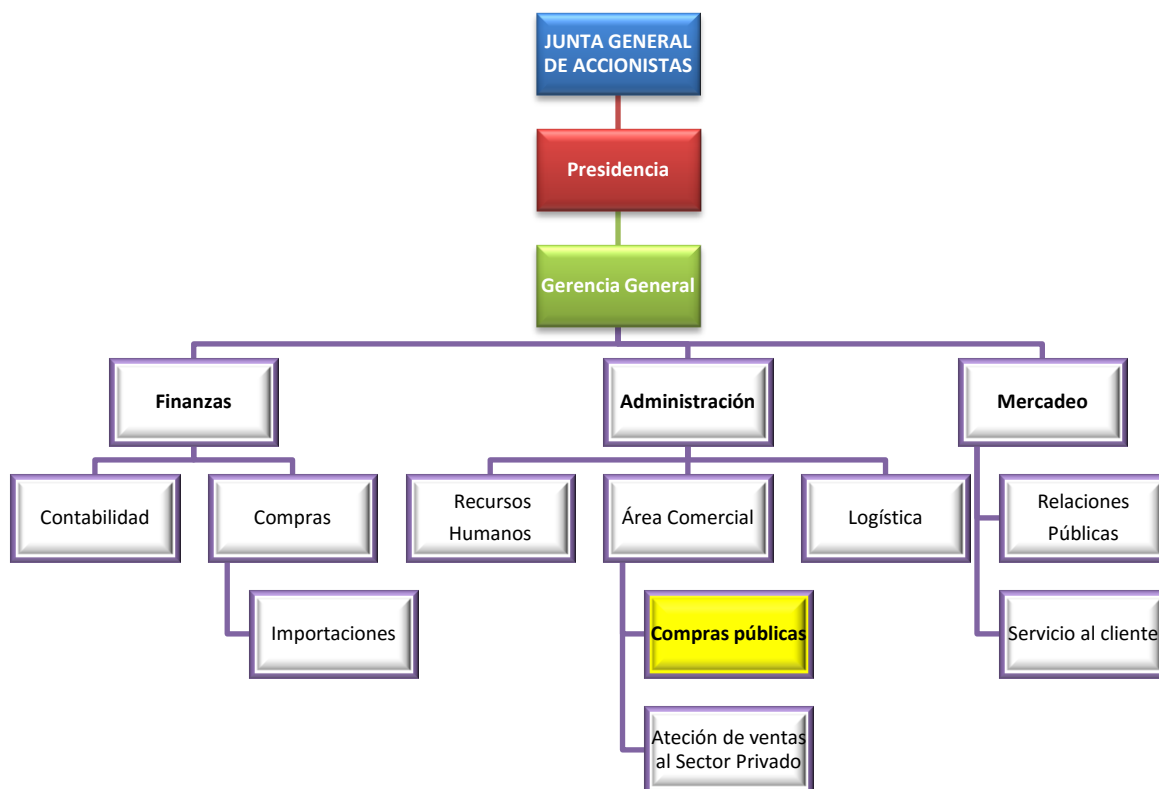 JUNTA GENERAL
DE ACCIONISTAS
Presidencia
Gerencia General
Finanzas
Administración
Mercadeo
Contabilidad
Compras
Recursos
Humanos
Área Comercial
Logística
Relaciones
Públicas
Importaciones
Compras públicas
Servicio al cliente
Ateción de ventas
al Sector Privado